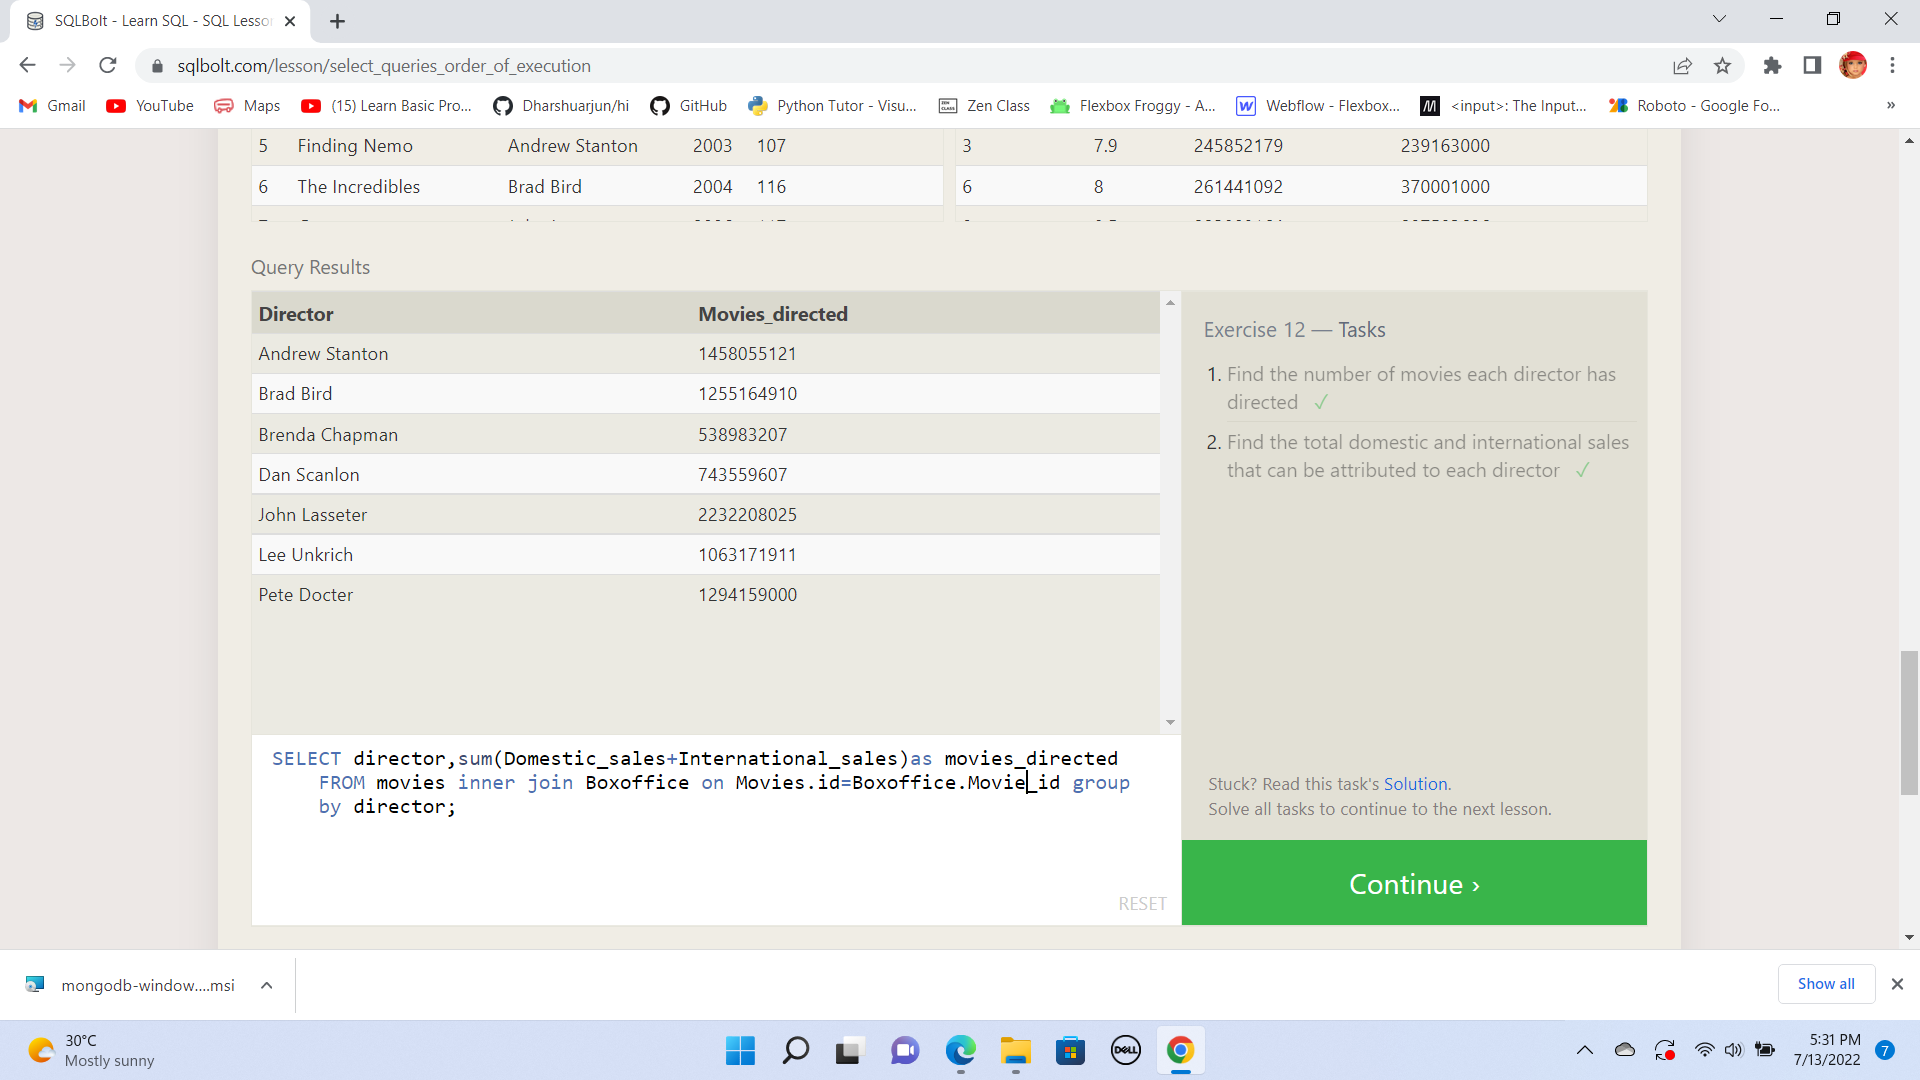 SQLBolt - Learn SQL - SQL Lesso
sqlbolt.com/lesson/select_queries_order_of_execution
Gmail YouTube Maps (15) Learn Basic Pro... Dharshuarjun/hi GitHub Python Tutor - Visu... Zen Class Flexbox Froggy - A... Webflow - Flexbox... <input>: The Input... Roboto - Google Fo... »
5 Finding Nemo Andrew Stanton 2003 107 3 7.9 245852179 239163000
6 The Incredibles Brad Bird 2004 116 6 8 261441092 370001000
Query Results
Director Movies_directed
Andrew Stanton 1458055121
Brad Bird 1255164910
Brenda Chapman 538983207
Dan Scanlon 743559607
John Lasseter 2232208025
Lee Unkrich 1063171911
Pete Docter 1294159000
Exercise 12 — Tasks
1. Find the number of movies each director has
directed ✓
2. Find the total domestic and international sales
that can be attributed to each director ✓
SELECT director,sum(Domestic_sales+International_sales)as movies_directed
FROM movies inner join Boxoffice on Movies.id=Boxoffice.Movie_id group
by director;
RESET
Stuck? Read this task's Solution.
Solve all tasks to continue to the next lesson.
Continue ›
mongodb-window....msi
Show all
30°C
Mostly sunny
DELL
5:31 PM
7/13/2022
7